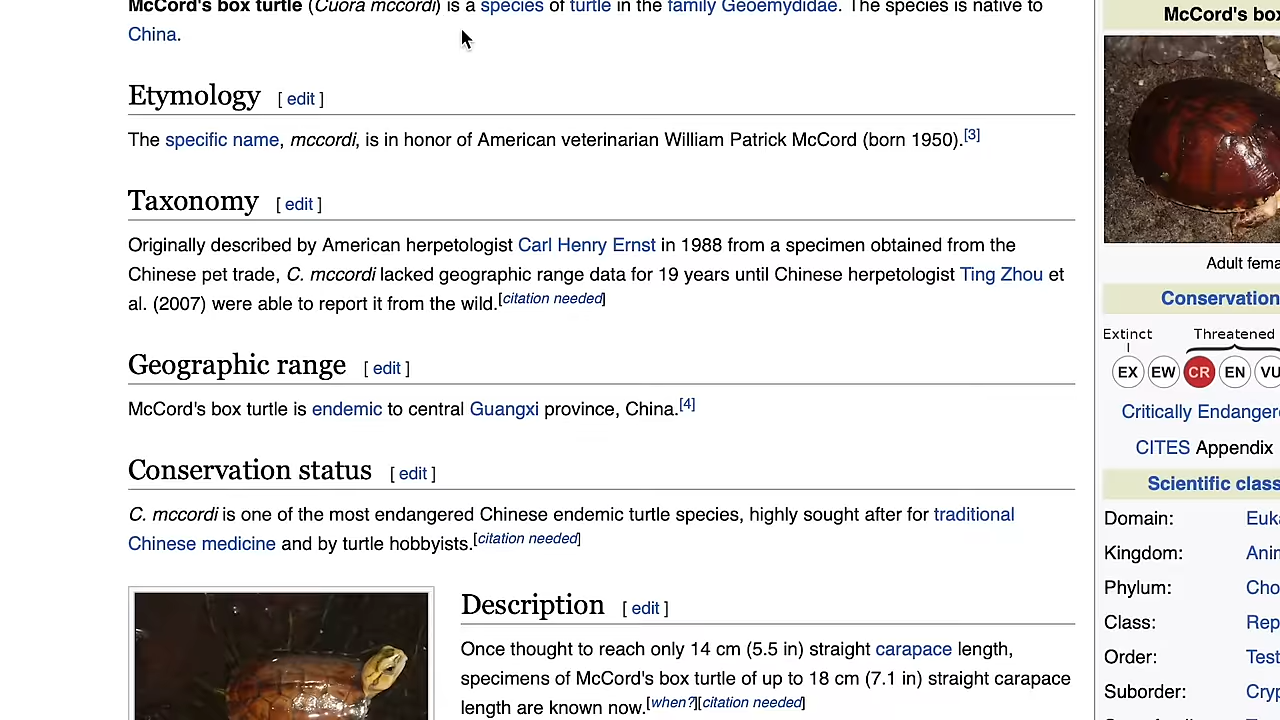 McCord's box turtle (Cuora mccordi) is a species of turtle in the family Geoemydidae. The species is native to
China.
Etymology [ edit ]
The specific name, mccordi, is in honor of American veterinarian William Patrick McCord (born 1950).[3]
Taxonomy [ edit ]
Originally described by American herpetologist Carl Henry Ernst in 1988 from a specimen obtained from the
Chinese pet trade, C. mccordi lacked geographic range data for 19 years until Chinese herpetologist Ting Zhou et
al. (2007) were able to report it from the wild.[citation needed]
Geographic range [ edit ]
McCord's box turtle is endemic to central Guangxi province, China.[4]
Conservation status [ edit ]
C. mccordi is one of the most endangered Chinese endemic turtle species, highly sought after for traditional
Chinese medicine and by turtle hobbyists.[citation needed]
Description [ edit ]
Once thought to reach only 14 cm (5.5 in) straight carapace length,
specimens of McCord's box turtle of up to 18 cm (7.1 in) straight carapace
length are known now.[when?][citation needed]
McCord's box
Adult fema
Conservation
Extinct Threatened
EX EW CR EN VU
Critically Endangere
CITES Appendix
Scientific class
Domain: Euk
Kingdom: Anin
Phylum: Cho
Class: Rep
Order: Test
Suborder: Cryp